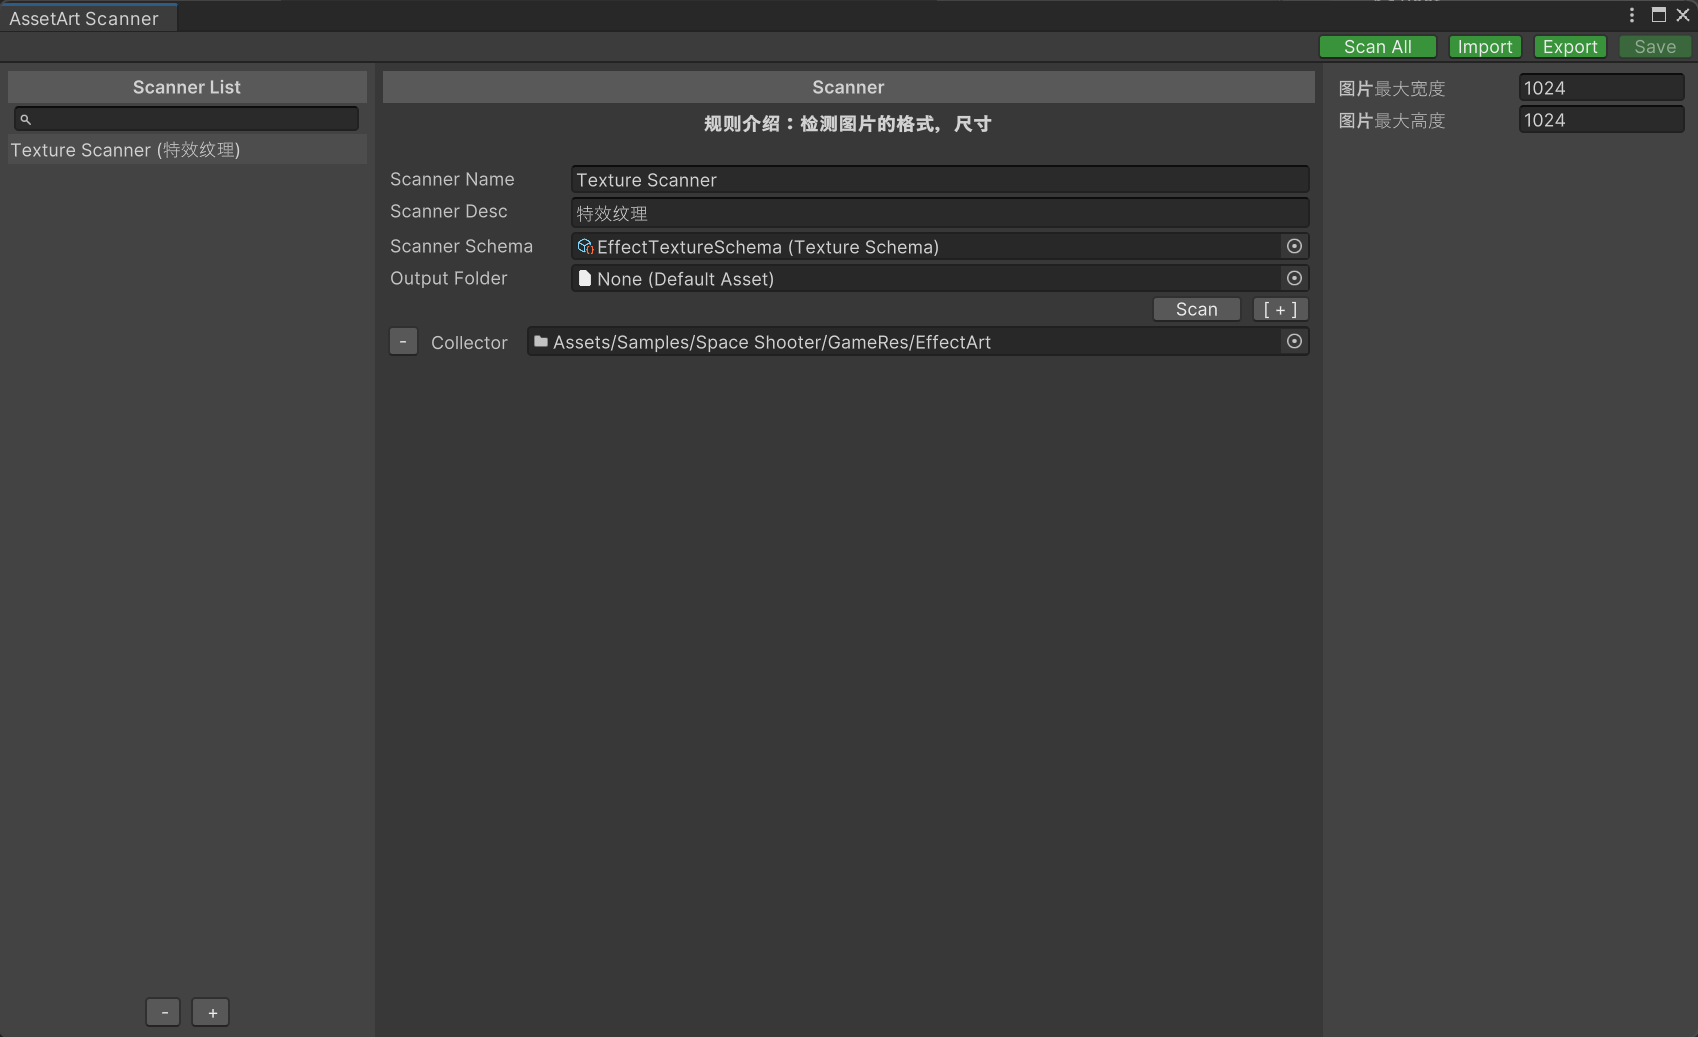 AssetArt Scanner
Scan All
Import
Export
Save
Scanner List
Texture Scanner (特效纹理)
-
+
Scanner
规则介绍：检测图片的格式，尺寸
Scanner Name
Texture Scanner
Scanner Desc
特效纹理
Scanner Schema
EffectTextureSchema (Texture Schema)
Output Folder
None (Default Asset)
Scan
[ + ]
-
Collector
Assets/Samples/Space Shooter/GameRes/EffectArt
图片最大宽度
1024
图片最大高度
1024